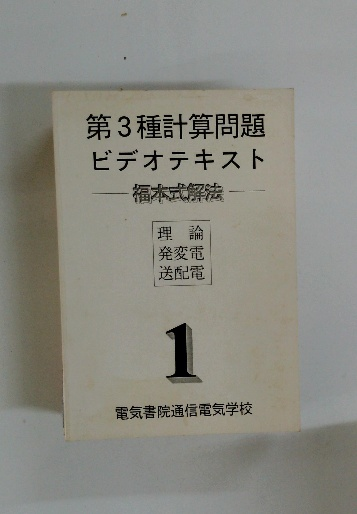 第3種計算問題
ビデオテキスト
福本式解法
理論
発変電
送配電
1
電気書院通信電気学校